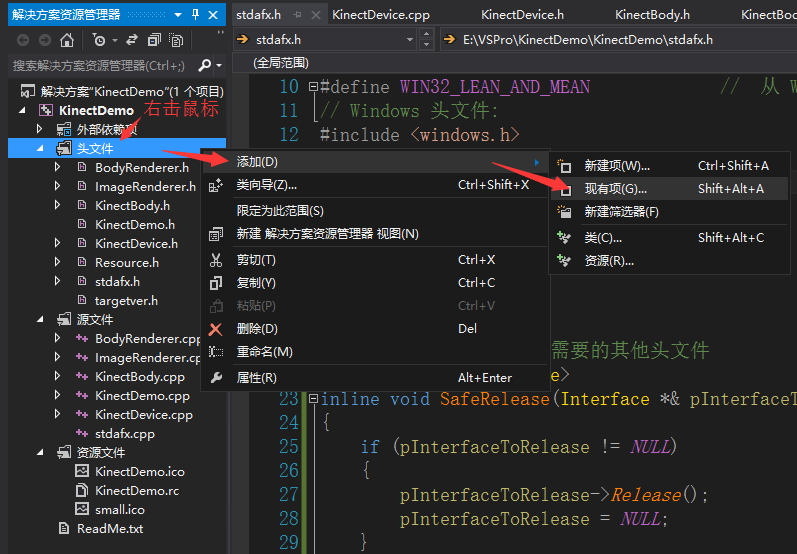 解决方案资源管理器
stdafx.h
KinectDevice.cpp
KinectDevice.h
KinectBody.h
KinectBod
stdafx.h
E:\VSPro\KinectDemo\KinectDemo\stdafx.h
搜索解决方案资源管理器(Ctrl+;)
(全局范围)
解决方案"KinectDemo"(1 个项目)
KinectDemo
右击鼠标
外部依赖项
头文件
BodyRenderer.h
ImageRenderer.h
KinectBody.h
KinectDemo.h
KinectDevice.h
Resource.h
stdafx.h
targetver.h
源文件
BodyRenderer.cpp
ImageRenderer.cp
KinectBody.cpp
KinectDemo.cpp
KinectDevice.cpp
stdafx.cpp
资源文件
KinectDemo.ico
KinectDemo.rc
small.ico
ReadMe.txt
添加(D)
类向导(Z)... Ctrl+Shift+X
限定为此范围(S)
新建 解决方案资源管理器 视图(N)
剪切(T) Ctrl+X
复制(Y) Ctrl+C
粘贴(P) Ctrl+V
删除(D) Del
重命名(M)
属性(R) Alt+Enter
新建项(W)... Ctrl+Shift+A
现有项(G)... Shift+Alt+A
新建筛选器(F)
类(C)... Shift+Alt+C
资源(R)...
10 #define WIN32_LEAN_AND_MEAN // 从 W
11 // Windows 头文件:
12 #include <windows.h>
需要的其他头文件
e>
23 inline void SafeRelease(Interface *& pInterfaceT
24 {
25 if (pInterfaceToRelease != NULL)
26 {
27 pInterfaceToRelease->Release();
28 pInterfaceToRelease = NULL;
29 }